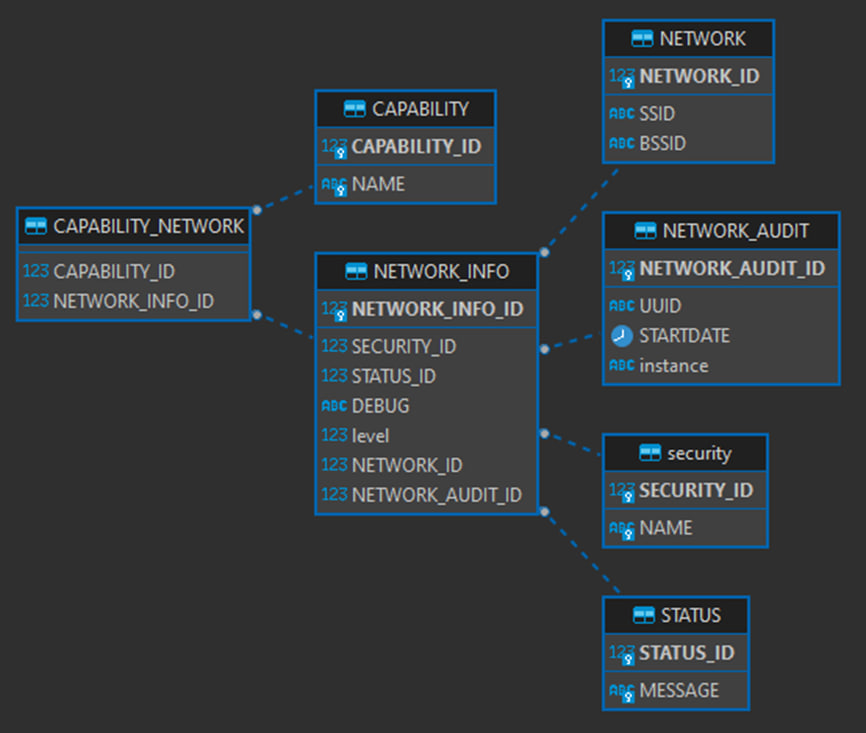 NETWORK
123 NETWORK_ID
ABC SSID
ABC BSSID
CAPABILITY
123 CAPABILITY_ID
ABC NAME
CAPABILITY_NETWORK
123 CAPABILITY_ID
123 NETWORK_INFO_ID
NETWORK_INFO
123 NETWORK_INFO_ID
123 SECURITY_ID
123 STATUS_ID
ABC DEBUG
123 level
123 NETWORK_ID
123 NETWORK_AUDIT_ID
NETWORK_AUDIT
123 NETWORK_AUDIT_ID
ABC UUID
STARTDATE
ABC instance
security
123 SECURITY_ID
ABC NAME
STATUS
123 STATUS_ID
ABC MESSAGE